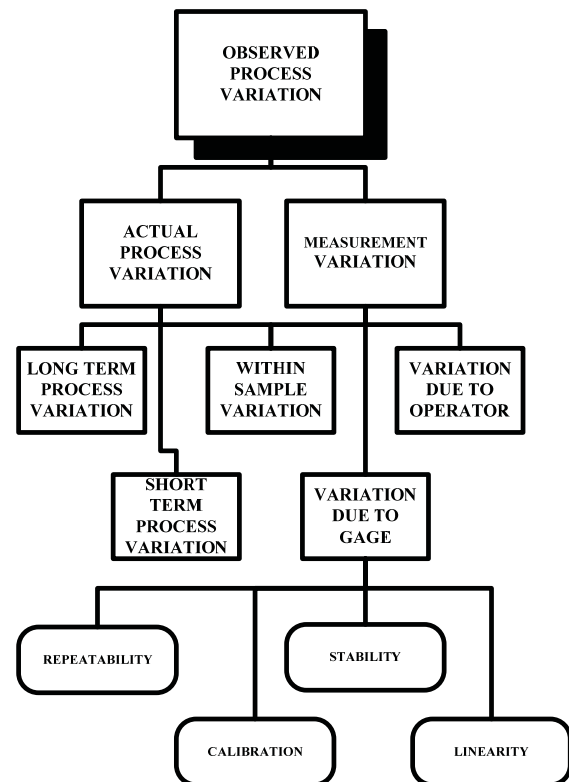 OBSERVED
PROCESS
VARIATION
ACTUAL
PROCESS
VARIATION
MEASUREMENT
VARIATION
LONG TERM
PROCESS
VARIATION
WITHIN
SAMPLE
VARIATION
VARIATION
DUE TO
OPERATOR
SHORT
TERM
PROCESS
VARIATION
VARIATION
DUE TO
GAGE
REPEATABILITY
STABILITY
CALIBRATION
LINEARITY